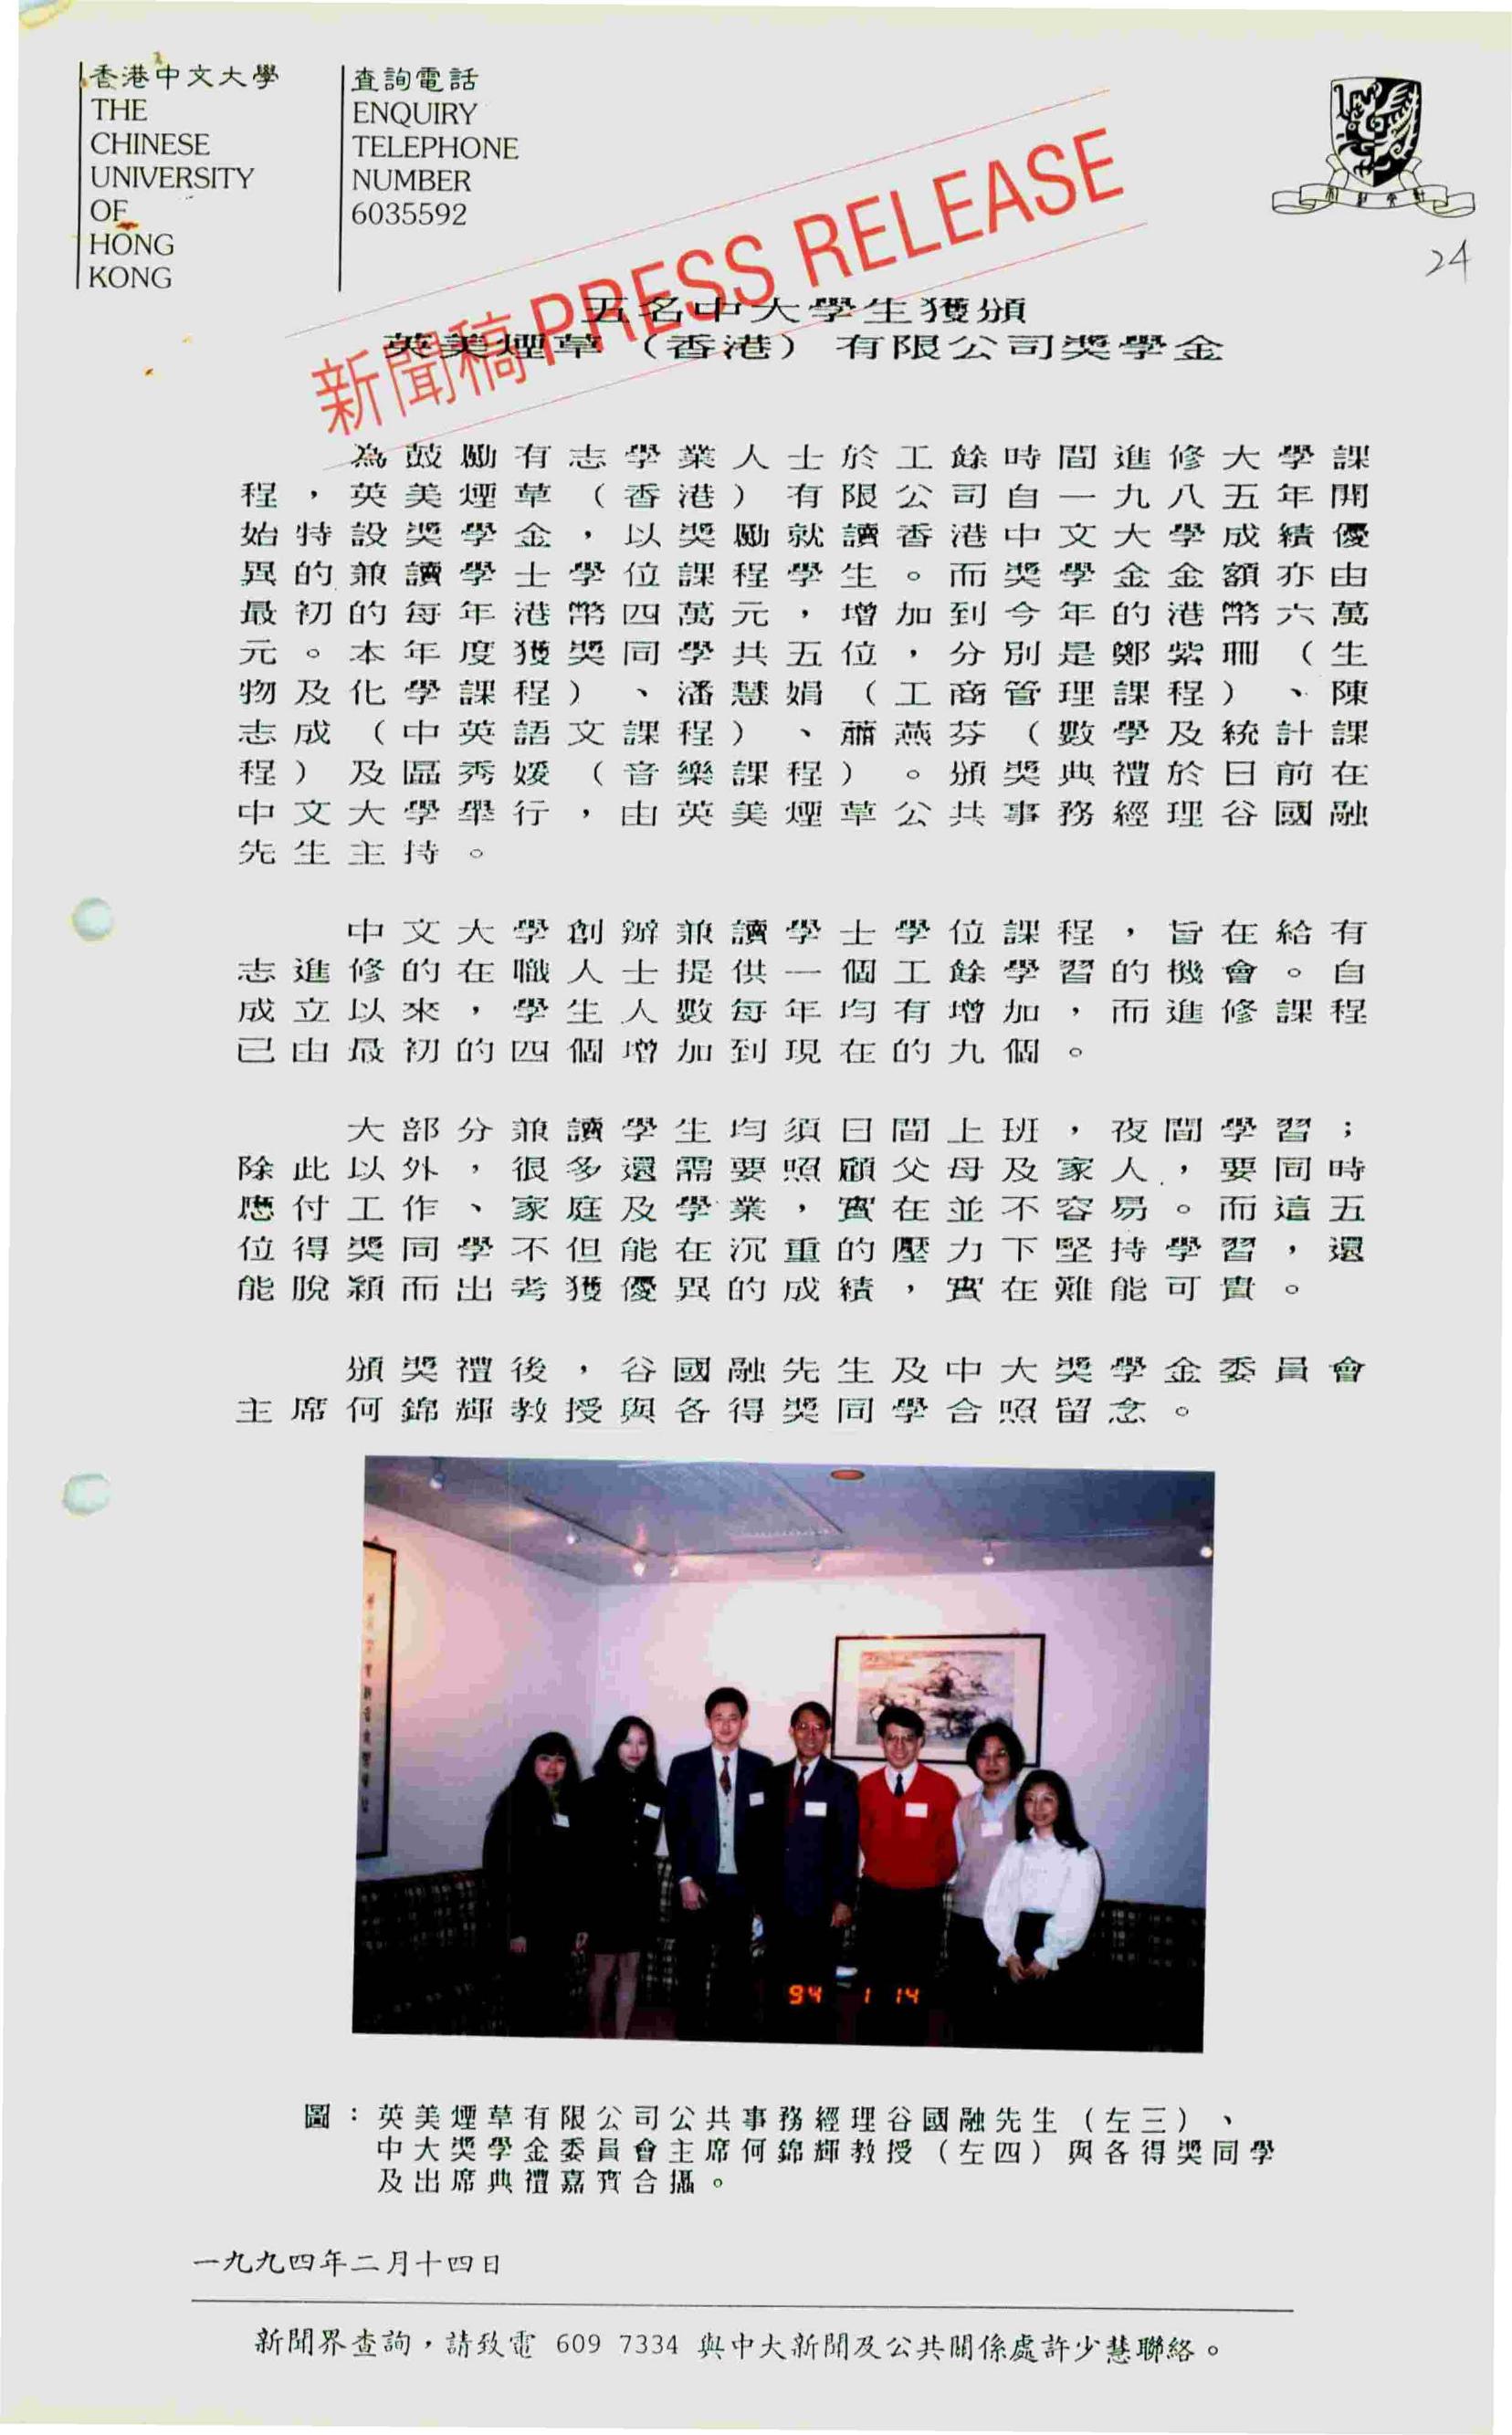 香港中文大學
THE
CHINESE
UNIVERSITY
OF
HONG
KONG
查詢電話
ENQUIRY
TELEPHONE
NUMBER
6035592
24
新聞稿 PRESS RELEASE
五名中大學生獲頒
英美煙草（香港）有限公司奬學金
為鼓勵有志學業人士於工餘時間進修大學課
程，英美煙草（香港）有限公司自一九八五年開
始特設奬學金，以奬勵就讀香港中文大學成績優
異的兼讀學士學位課程學生。而奬學金金額亦由
最初的每年港幣四萬元，增加到今年的港幣六萬
元。本年度獲奬同學共五位，分別是鄭紫珊（生
物及化學課程）、潘慧娟（工商管理課程）、陳
志成（中英語文課程）、蕭燕芬（數學及統計課
程）及區秀媛（音樂課程）。頒奬典禮於日前在
中文大學舉行，由英美煙草公共事務經理谷國融
先生主持。
中文大學創辦兼讀學士學位課程，旨在給有
志進修的在職人士提供一個工餘學習的機會。自
成立以來，學生人數每年均有增加，而進修課程
已由最初的四個增加到現在的九個。
大部分兼讀學生均須日間上班，夜間學習；
除此以外，很多還需要照顧父母及家人，要同時
應付工作、家庭及學業，實在並不容易。而這五
位得奬同學不但能在沉重的壓力下堅持學習，還
能脫穎而出考獲優異的成績，實在難能可貴。
頒奬禮後，谷國融先生及中大奬學金委員會
主席何錦輝教授與各得奬同學合照留念。
94 1 14
圖：英美煙草有限公司公共事務經理谷國融先生（左三）、
中大奬學金委員會主席何錦輝教授（左四）與各得奬同學
及出席典禮嘉賓合攝。
一九九四年二月十四日
新聞界查詢，請致電 609 7334 與中大新聞及公共關係處許少慧聯絡。